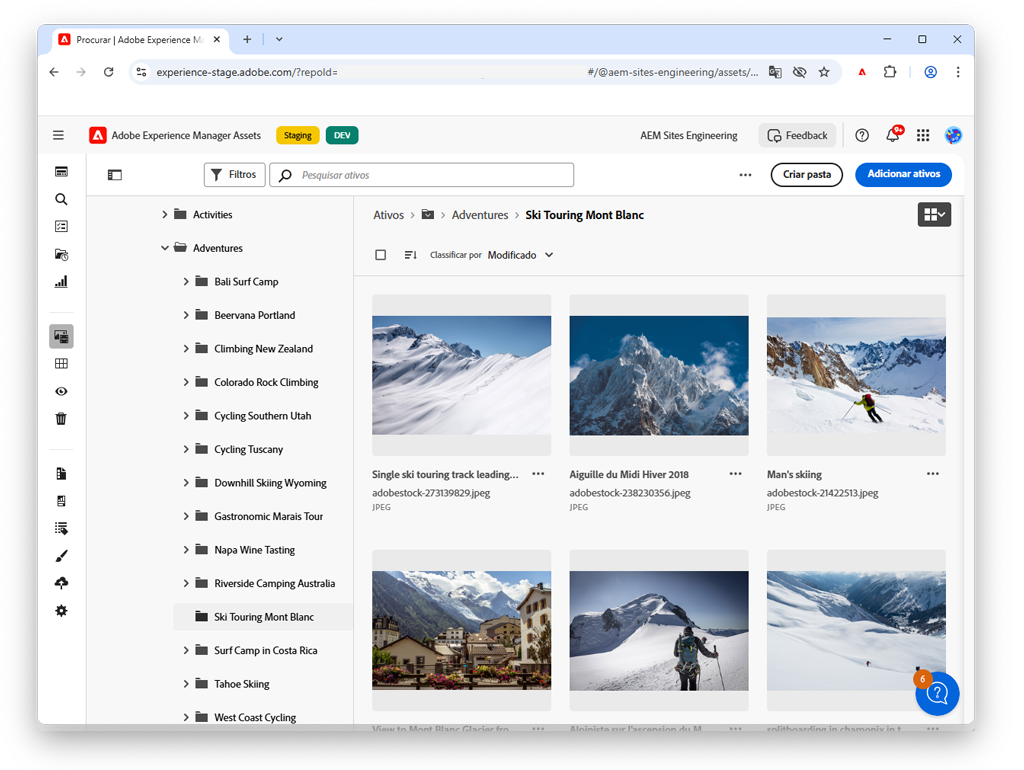 Procurar | Adobe Experience Ma
experience-stage.adobe.com/?repoId=
#/@aem-sites-engineering/assets/...
Adobe Experience Manager Assets
Staging
DEV
AEM Sites Engineering
Feedback
9+
Filtros
Pesquisar ativos
Criar pasta
Adicionar ativos
Activities
Adventures
Bali Surf Camp
Beervana Portland
Climbing New Zealand
Colorado Rock Climbing
Cycling Southern Utah
Cycling Tuscany
Downhill Skiing Wyoming
Gastronomic Marais Tour
Napa Wine Tasting
Riverside Camping Australia
Ski Touring Mont Blanc
Surf Camp in Costa Rica
Tahoe Skiing
West Coast Cycling
Ativos > > Adventures > Ski Touring Mont Blanc
Classificar por Modificado
Single ski touring track leading...
adobestock-273139829.jpeg
JPEG
Aiguille du Midi Hiver 2018
adobestock-238230356.jpeg
JPEG
Man's skiing
adobestock-21422513.jpeg
JPEG
View to Mont Blanc Glacier fro
Alpiniste sur l'ascension du M
splitboarding in chamonix in t
6